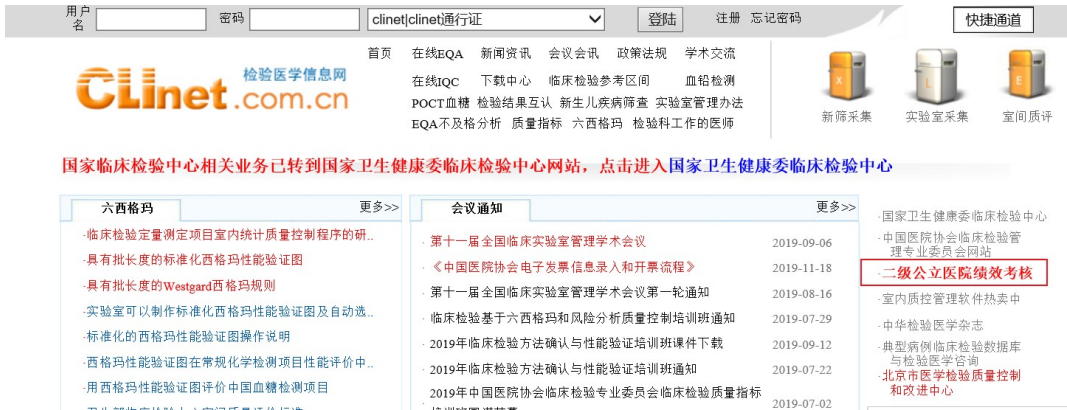 用户名
密码
clinet|clinet通行证
登陆
注册 忘记密码
快捷通道
CLinet.com.cn
检验医学信息网
首页 在线EQA 新闻资讯 会议会讯 政策法规 学术交流
在线IQC 下载中心 临床检验参考区间 血铅检测
POCT血糖 检验结果互认 新生儿疾病筛查 实验室管理办法
EQA不及格分析 质量指标 六西格玛 检验科工作的医师
X
L
E
新筛采集
实验室采集
室间质评
国家临床检验中心相关业务已转到国家卫生健康委临床检验中心网站，点击进入国家卫生健康委临床检验中心
六西格玛
更多>>
·临床检验定量测定项目室内统计质量控制程序的研..
·具有批长度的标准化西格玛性能验证图
·具有批长度的Westgard西格玛规则
·实验室可以制作标准化西格玛性能验证图及自动选..
·标准化的西格玛性能验证图操作说明
·西格玛性能验证图在常规化学检测项目性能评价中..
·用西格玛性能验证图评价中国血糖检测项目
会议通知
更多>>
· 第十一届全国临床实验室管理学术会议 2019-09-06
· 《中国医院协会电子发票信息录入和开票流程》 2019-11-18
· 第十一届全国临床实验室管理学术会议第一轮通知 2019-08-16
· 临床检验基于六西格玛和风险分析质量控制培训班通知 2019-07-29
· 2019年临床检验方法确认与性能验证培训班课件下载 2019-09-12
· 2019年临床检验方法确认与性能验证培训班通知 2019-07-22
2019年中国医院协会临床检验专业委员会临床检验质量指标
2019-07-02
·国家卫生健康委临床检验中心
·中国医院协会临床检验管
理专业委员会网站
·二级公立医院绩效考核
·室内质控管理软件热卖中
·中华检验医学杂志
·典型病例临床检验数据库
与检验医学咨询
·北京市医学检验质量控制
和改进中心